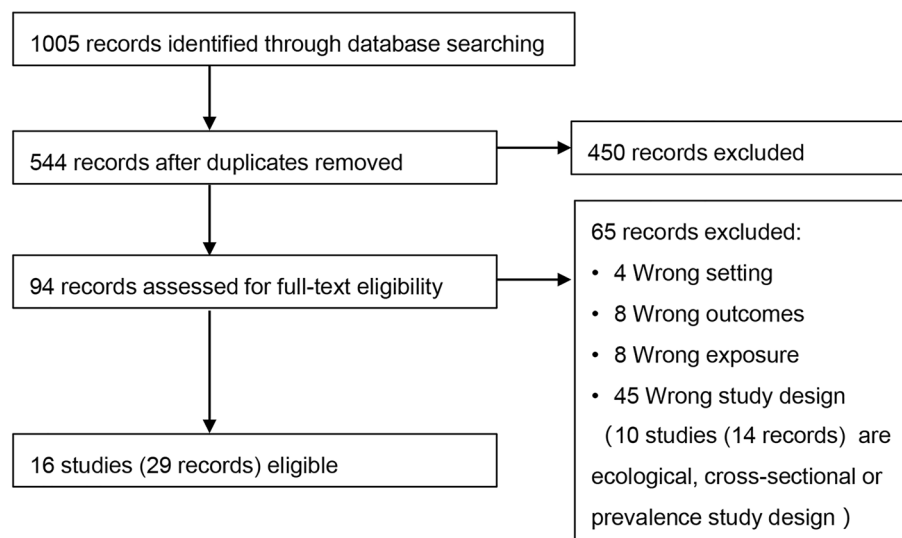 1005 records identified through database searching
544 records after duplicates removed
450 records excluded
94 records assessed for full-text eligibility
65 records excluded:
• 4 Wrong setting
• 8 Wrong outcomes
• 8 Wrong exposure
• 45 Wrong study design
（10 studies (14 records) are
ecological, cross-sectional or
prevalence study design ）
16 studies (29 records) eligible